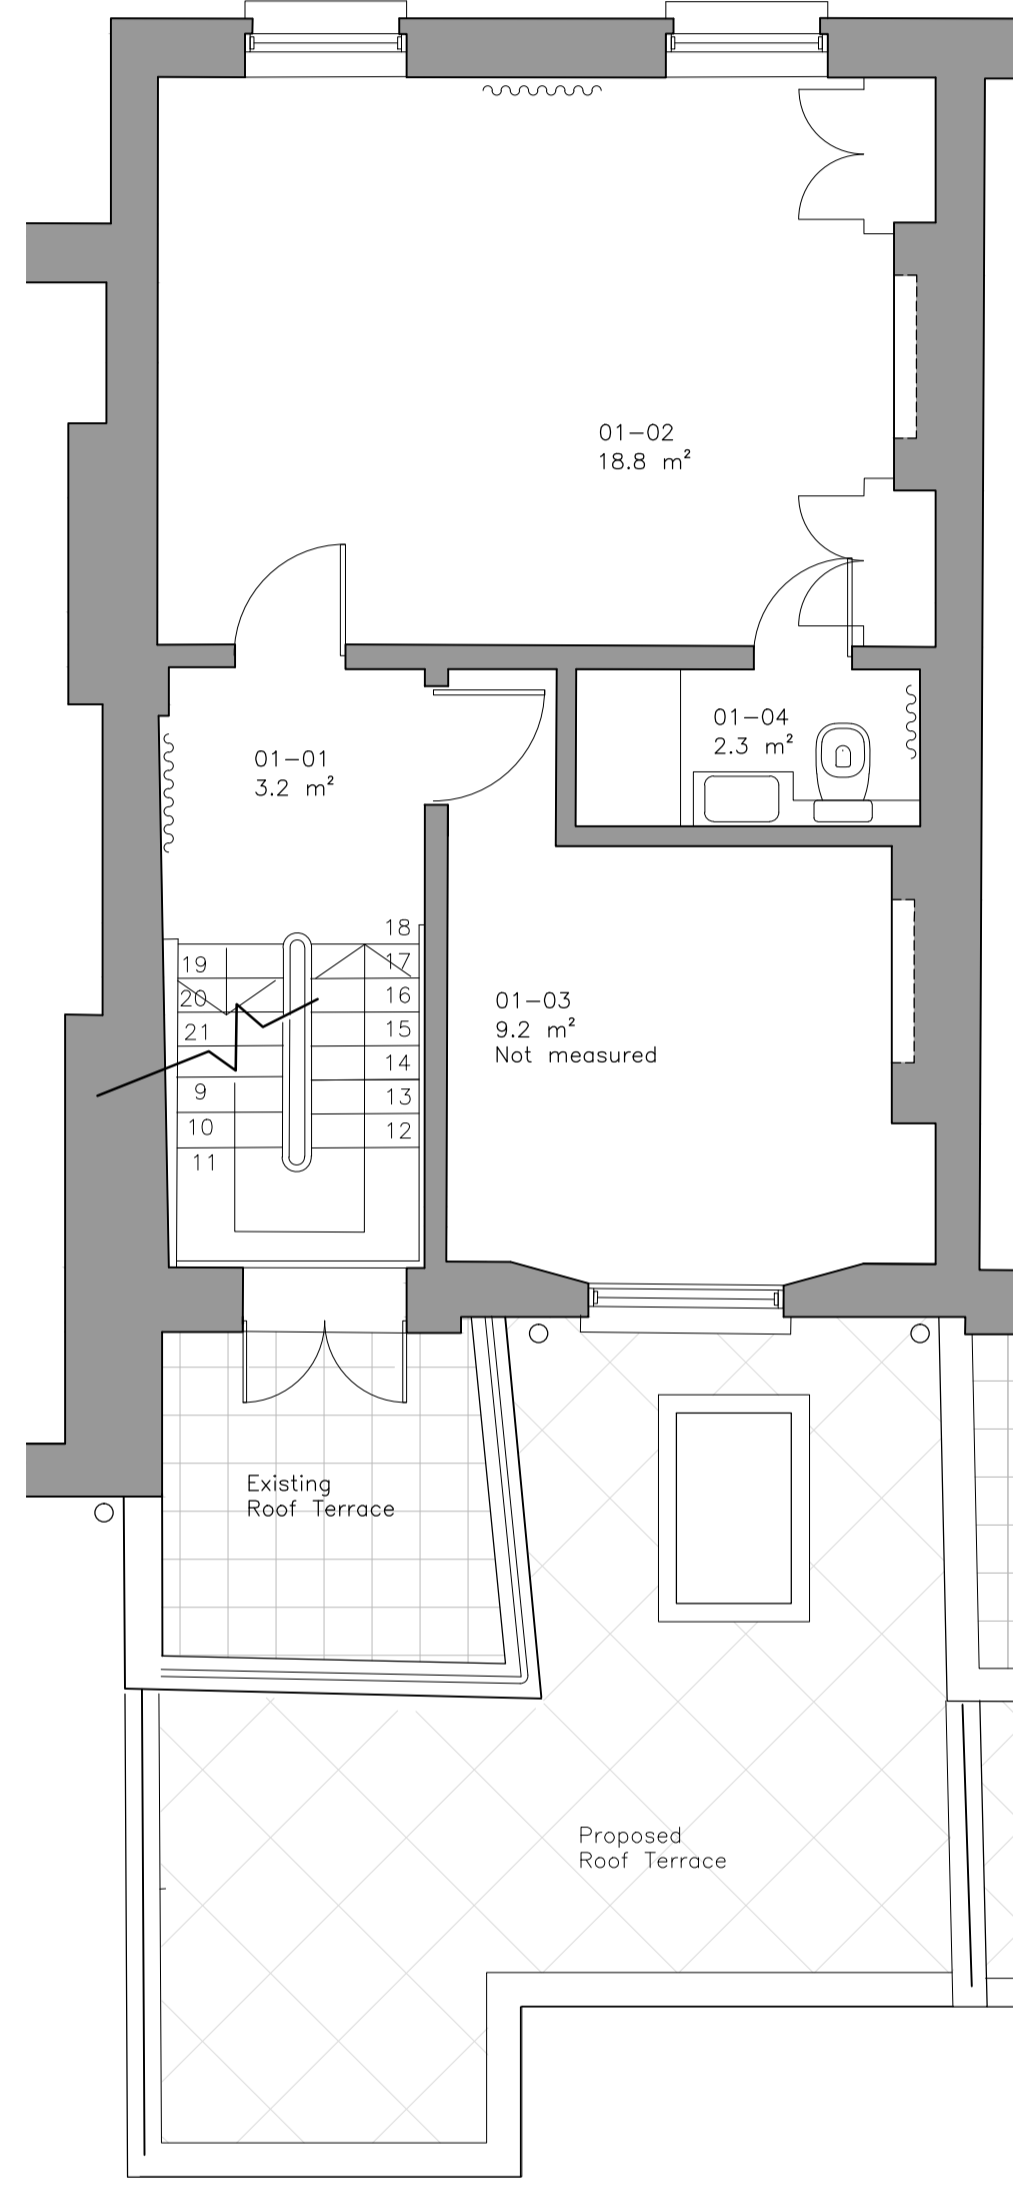 01-02
18.8 m²
01-04
2.3 m²
01-01
3.2 m²
18
19
17
20
16
21
15
14
9
13
10
12
11
01-03
9.2 m²
Not measured
Existing
Roof Terrace
Proposed
Roof Terrace